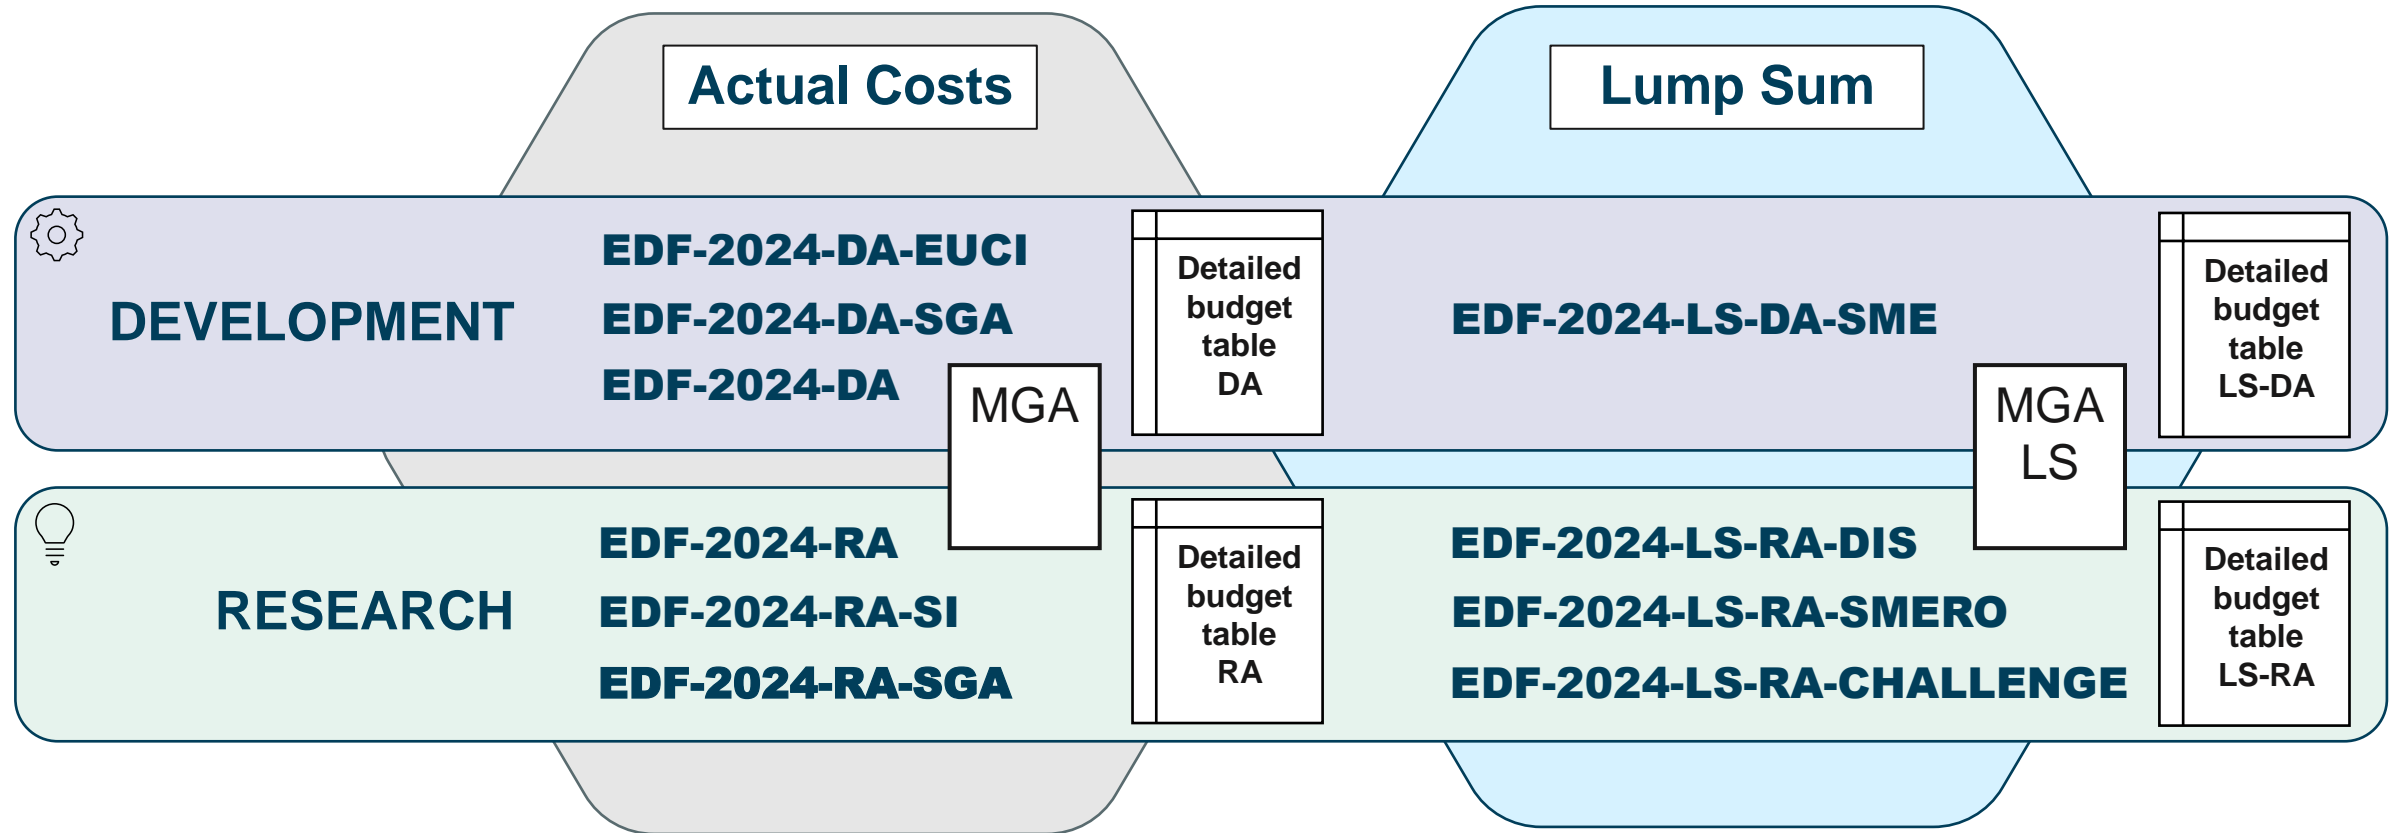 Actual Costs
Lump Sum
DEVELOPMENT
EDF-2024-DA-EUCI
EDF-2024-DA-SGA
EDF-2024-DA
MGA
Detailed
budget
table
DA
EDF-2024-LS-DA-SME
MGA
LS
Detailed
budget
table
LS-DA
RESEARCH
EDF-2024-RA
EDF-2024-RA-SI
EDF-2024-RA-SGA
Detailed
budget
table
RA
EDF-2024-LS-RA-DIS
EDF-2024-LS-RA-SMERO
EDF-2024-LS-RA-CHALLENGE
Detailed
budget
table
LS-RA